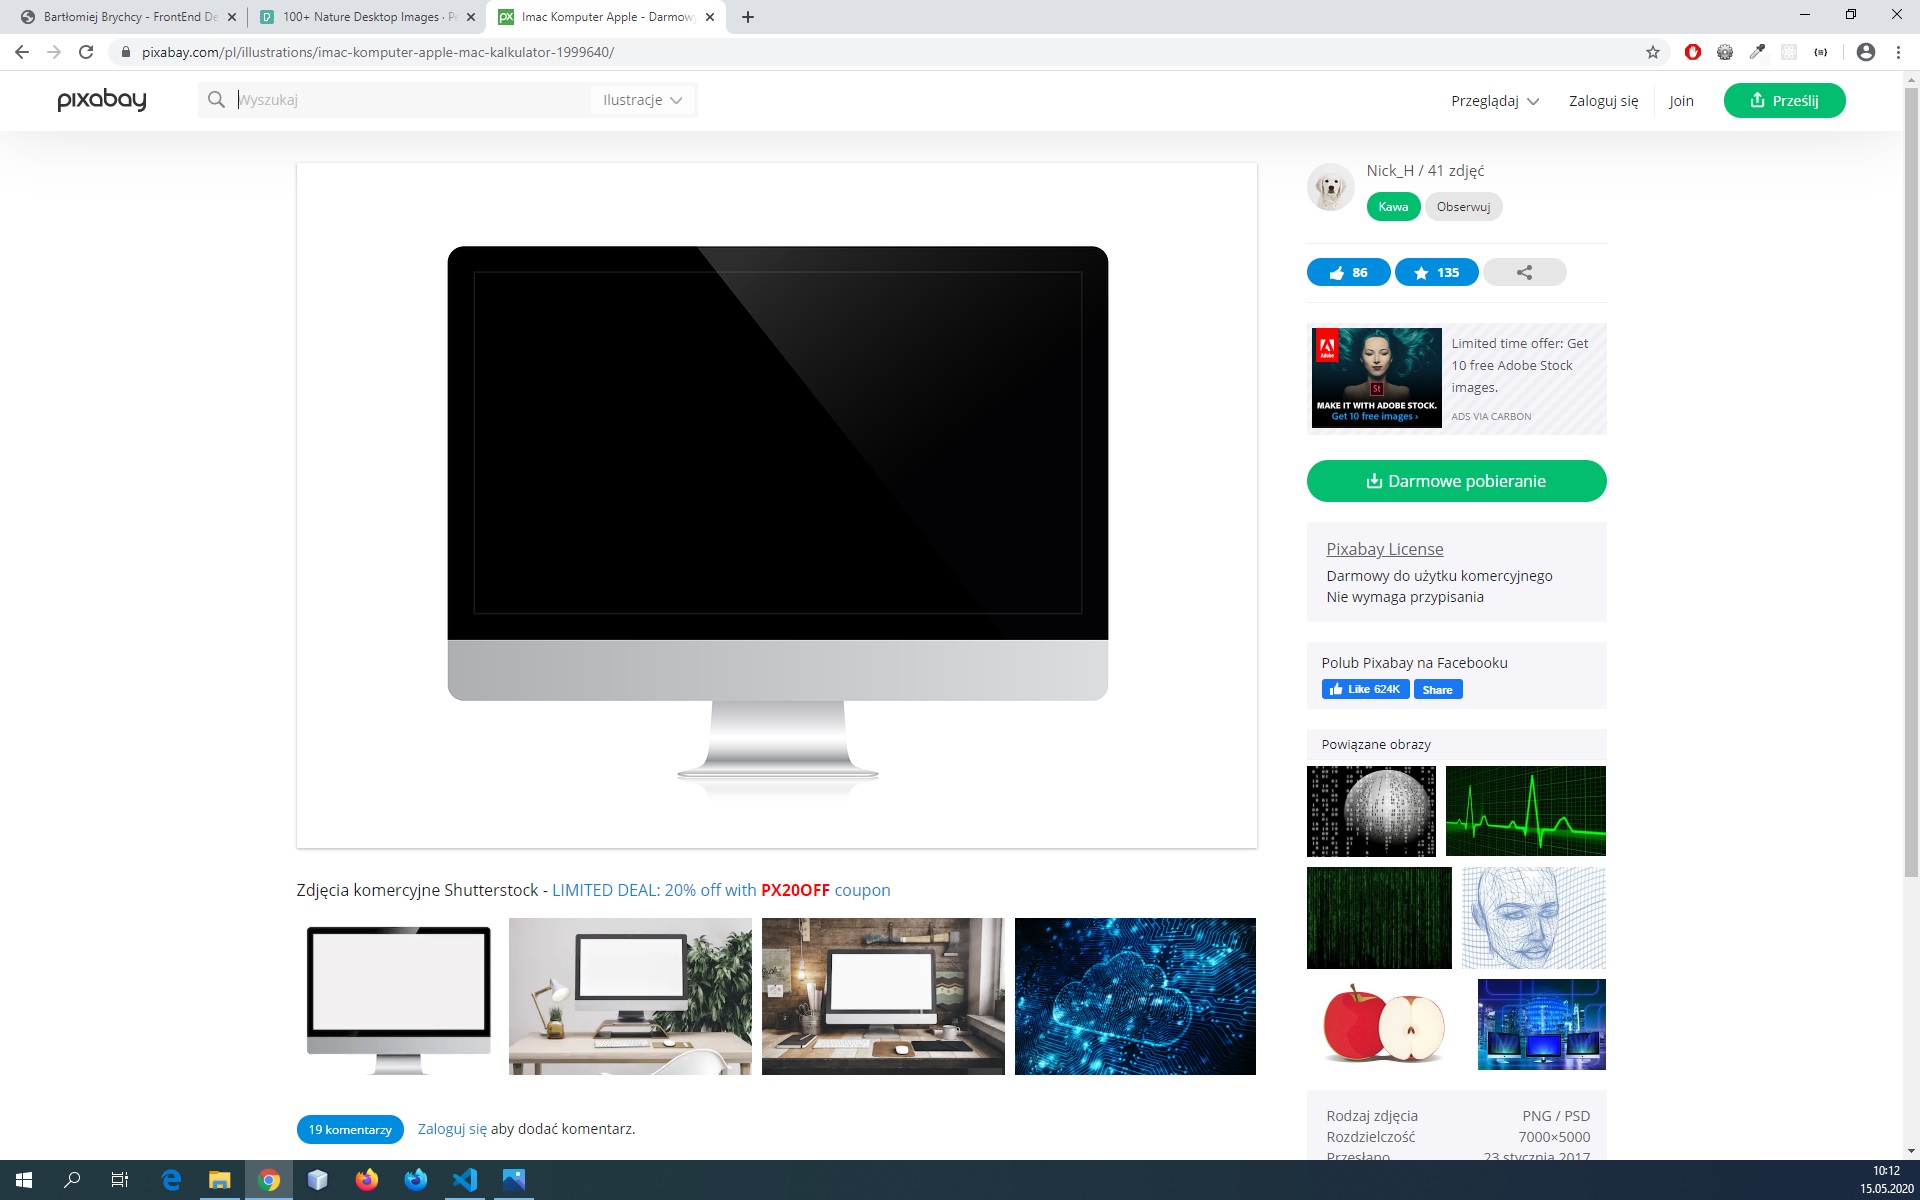 Bartłomiej Brychcy - FrontEnd De
100+ Nature Desktop Images · Pe
Imac Komputer Apple - Darmowy
pixabay.com/pl/illustrations/imac-komputer-apple-mac-kalkulator-1999640/
pixabay
Wyszukaj
Ilustracje
Przeglądaj
Zaloguj się
Join
Prześlij
Nick_H / 41 zdjęć
Kawa
Obserwuj
86
135
Adobe
St
MAKE IT WITH ADOBE STOCK.
Get 10 free images ›
Limited time offer: Get
10 free Adobe Stock
images.
ADS VIA CARBON
Darmowe pobieranie
Pixabay License
Darmowy do użytku komercyjnego
Nie wymaga przypisania
Polub Pixabay na Facebooku
Like 624K
Share
Powiązane obrazy
Zdjęcia komercyjne Shutterstock - LIMITED DEAL: 20% off with PX20OFF coupon
19 komentarzy
Zaloguj się aby dodać komentarz.
Rodzaj zdjęcia PNG / PSD
Rozdzielczość 7000×5000
Przesłano 23 stycznia 2017
10:12
15.05.2020